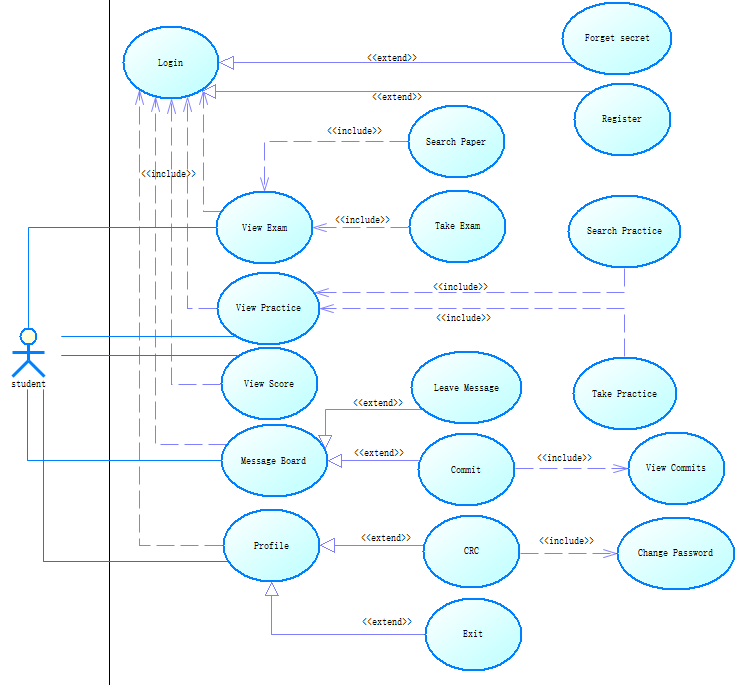 Forget secret
Login
<<extend>>
<<extend>>
Register
<<include>>
Search Paper
<<include>>
<<include>>
Take Exam
View Exam
Search Practice
<<include>>
View Practice
<<include>>
student
View Score
Leave Message
Take Practice
<<extend>>
<<extend>>
Message Board
<<include>>
Commit
View Commits
<<extend>>
<<include>>
Profile
CRC
Change Password
<<extend>>
Exit